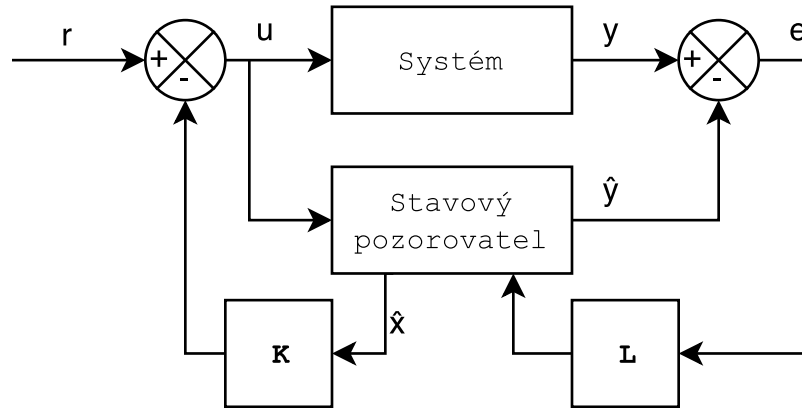 r
+
-
u
Systém
y
+
-
e
Stavový
pozorovatel
ŷ
x̂
K
L